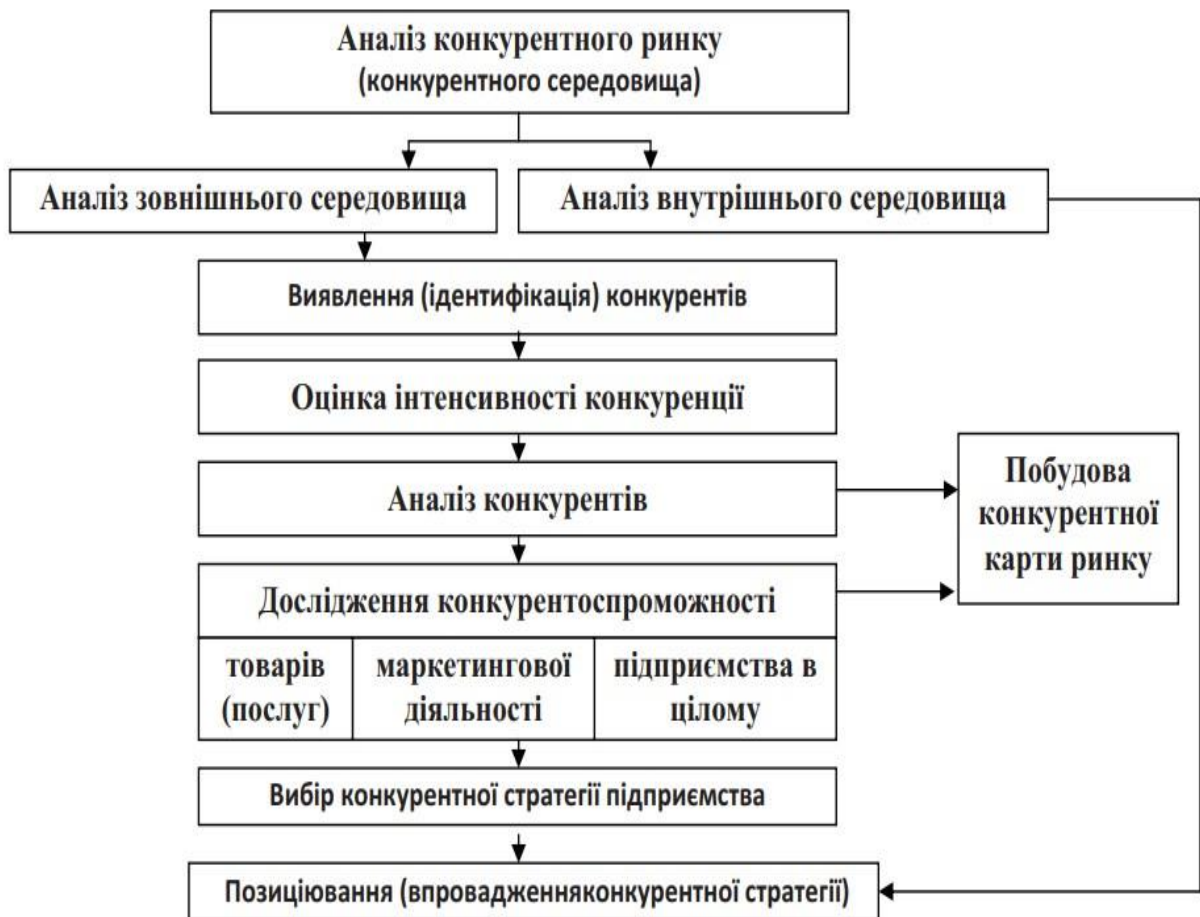 Аналіз конкурентного ринку
(конкурентного середовища)
Аналіз зовнішнього середовища
Аналіз внутрішнього середовища
Виявлення (ідентифікація) конкурентів
Оцінка інтенсивності конкуренції
Аналіз конкурентів
Побудова
конкурентної
карти ринку
Дослідження конкурентоспроможності
товарів
(послуг)
маркетингової
діяльності
підприємства в
цілому
Вибір конкурентної стратегії підприємства
Позиціювання (впровадженняконкурентної стратегії)